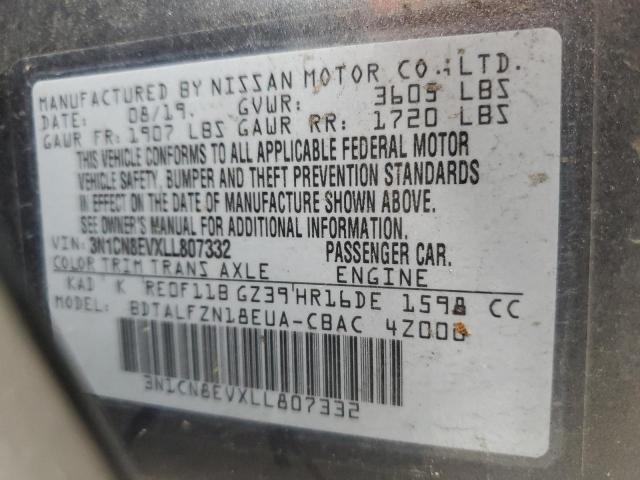 MANUFACTURED BY NISSAN MOTOR CO.,LTD.
DATE: 08/19. GVWR: 3605 LBS
GAWR FR: 1907 LBS GAWR RR: 1720 LBS
THIS VEHICLE CONFORMS TO ALL APPLICABLE FEDERAL MOTOR
VEHICLE SAFETY, BUMPER AND THEFT PREVENTION STANDARDS
IN EFFECT ON THE DATE OF MANUFACTURE SHOWN ABOVE.
SEE OWNER'S MANUAL FOR ADDITIONAL INFORMATION.
VIN: 3N1CN8EVXLL807332 PASSENGER CAR.
COLOR TRIM TRANS AXLE ENGINE
KAD K RE0F11B GZ39 HR16DE 1598 CC
MODEL: BDTALFZN18EUA-CBAC 4Z000
3N1CN8EVXLL807332